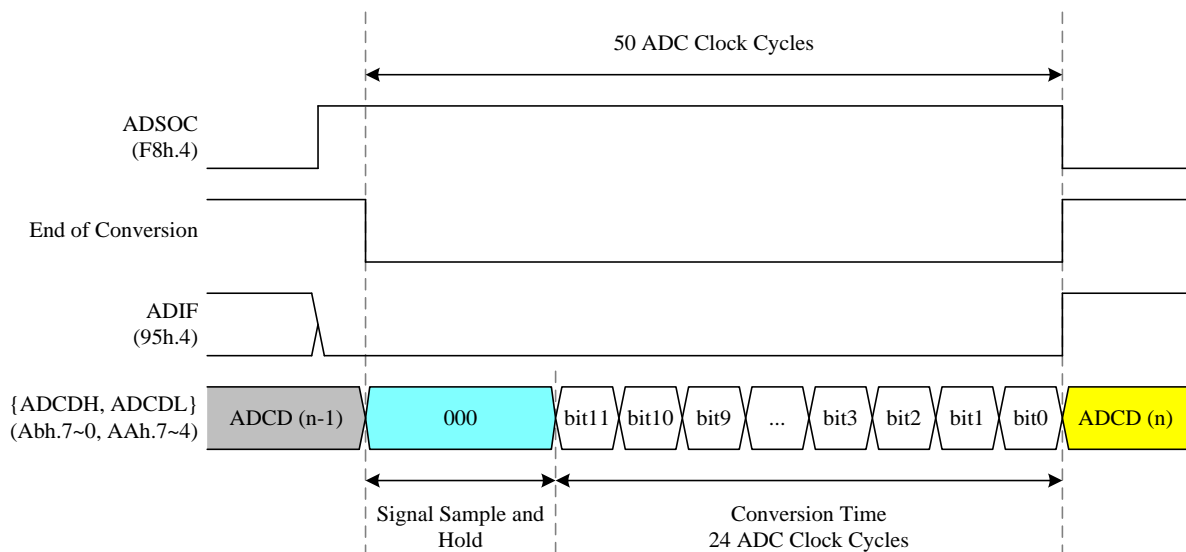 50 ADC Clock Cycles
ADSOC
(F8h.4)
End of Conversion
ADIF
(95h.4)
{ADCDH, ADCDL}
(Abh.7~0, AAh.7~4)
ADCD (n-1)
000
bit11
bit10
bit9
...
bit3
bit2
bit1
bit0
ADCD (n)
Signal Sample and
Hold
Conversion Time
24 ADC Clock Cycles